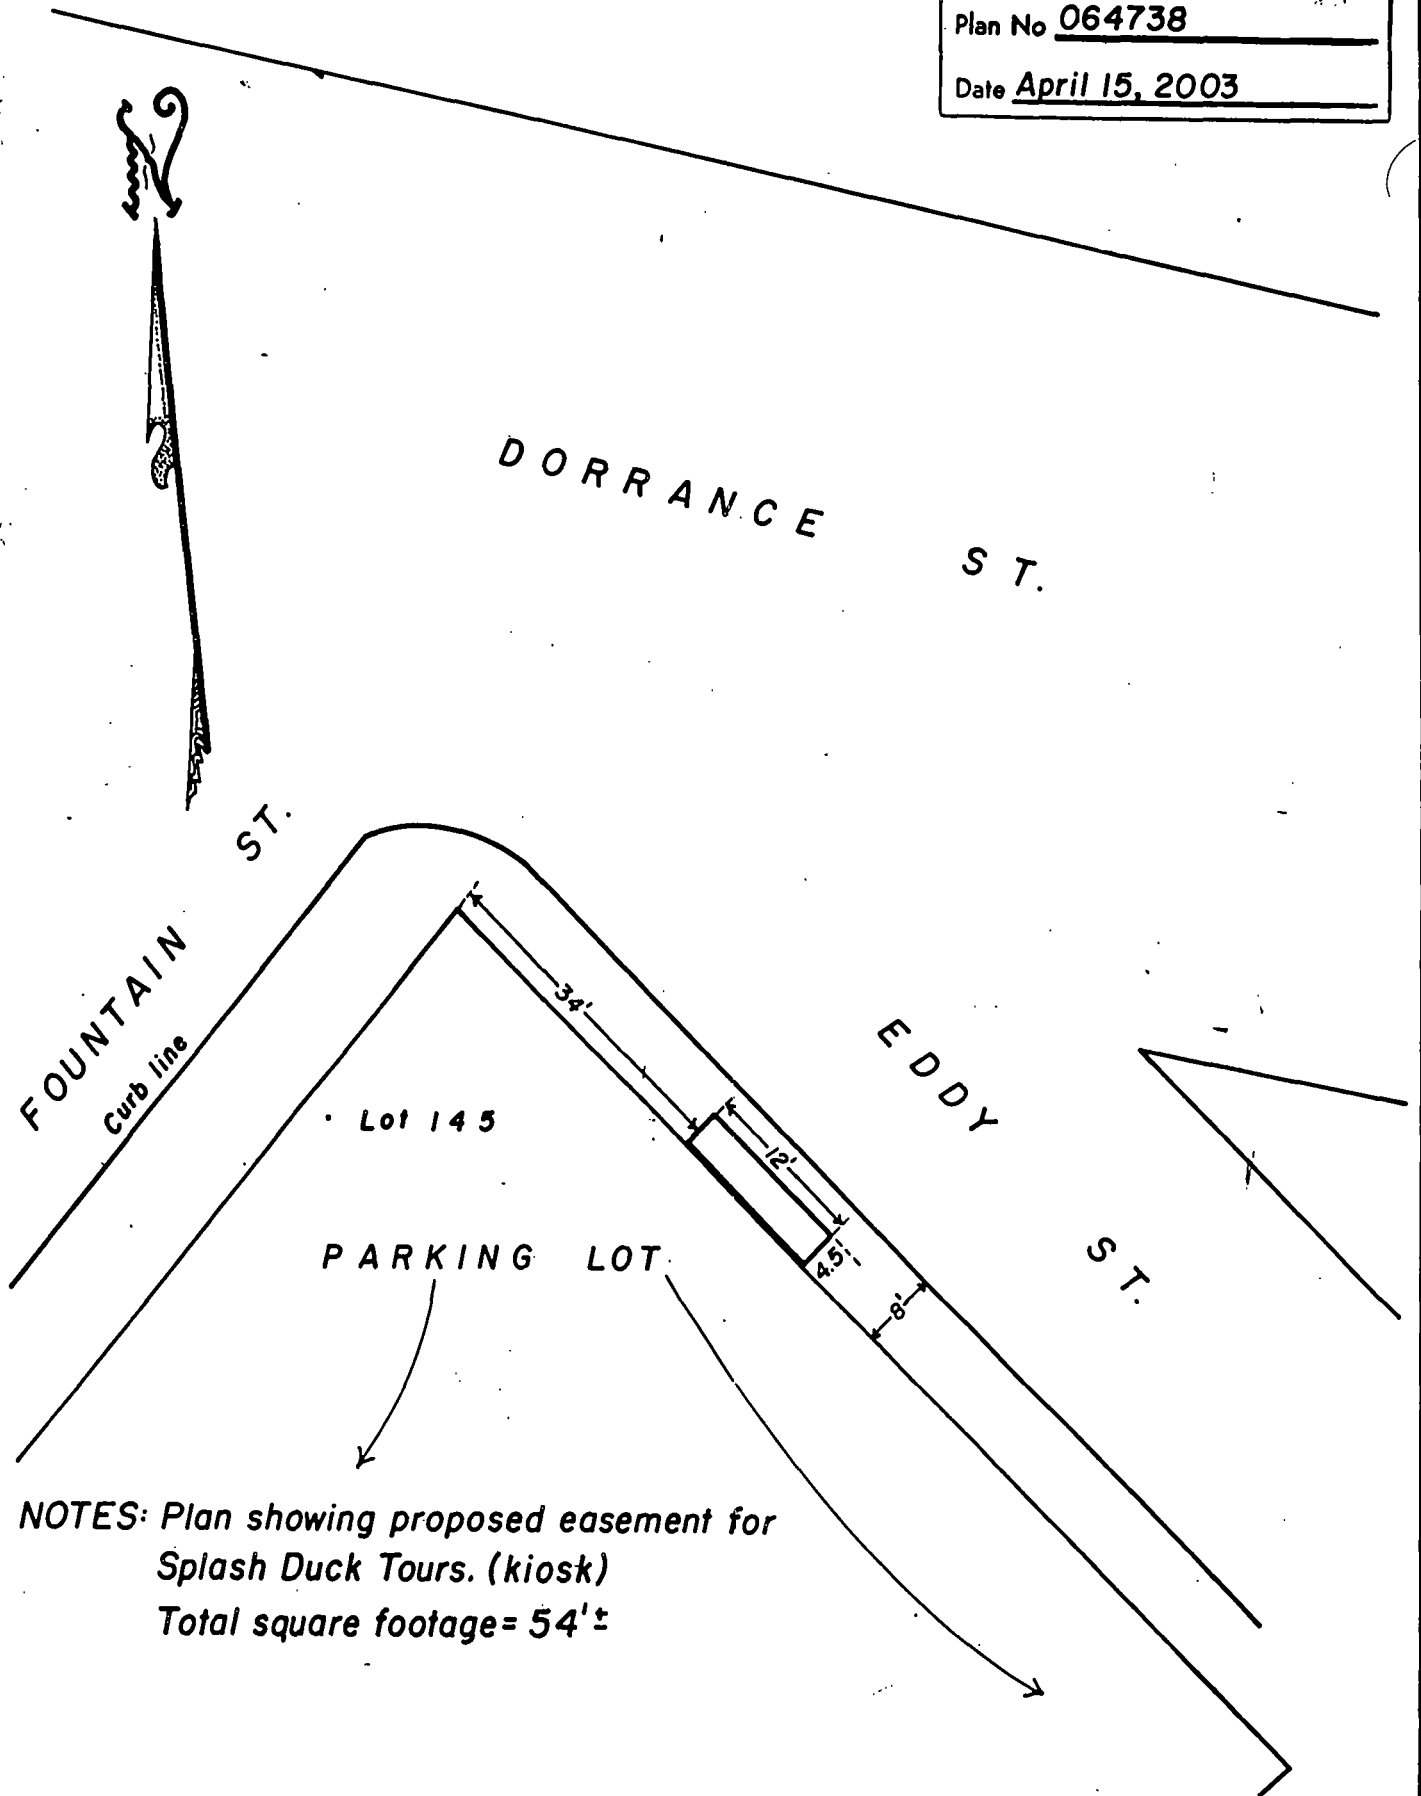 Plan No 064738
Date April 15, 2003
N
DORRANCE ST.
FOUNTAIN ST.
Curb line
34'
12'
4.5'
8'
EDDY ST.
Lot 145
PARKING LOT
NOTES: Plan showing proposed easement for
Splash Duck Tours. (kiosk)
Total square footage= 54'±